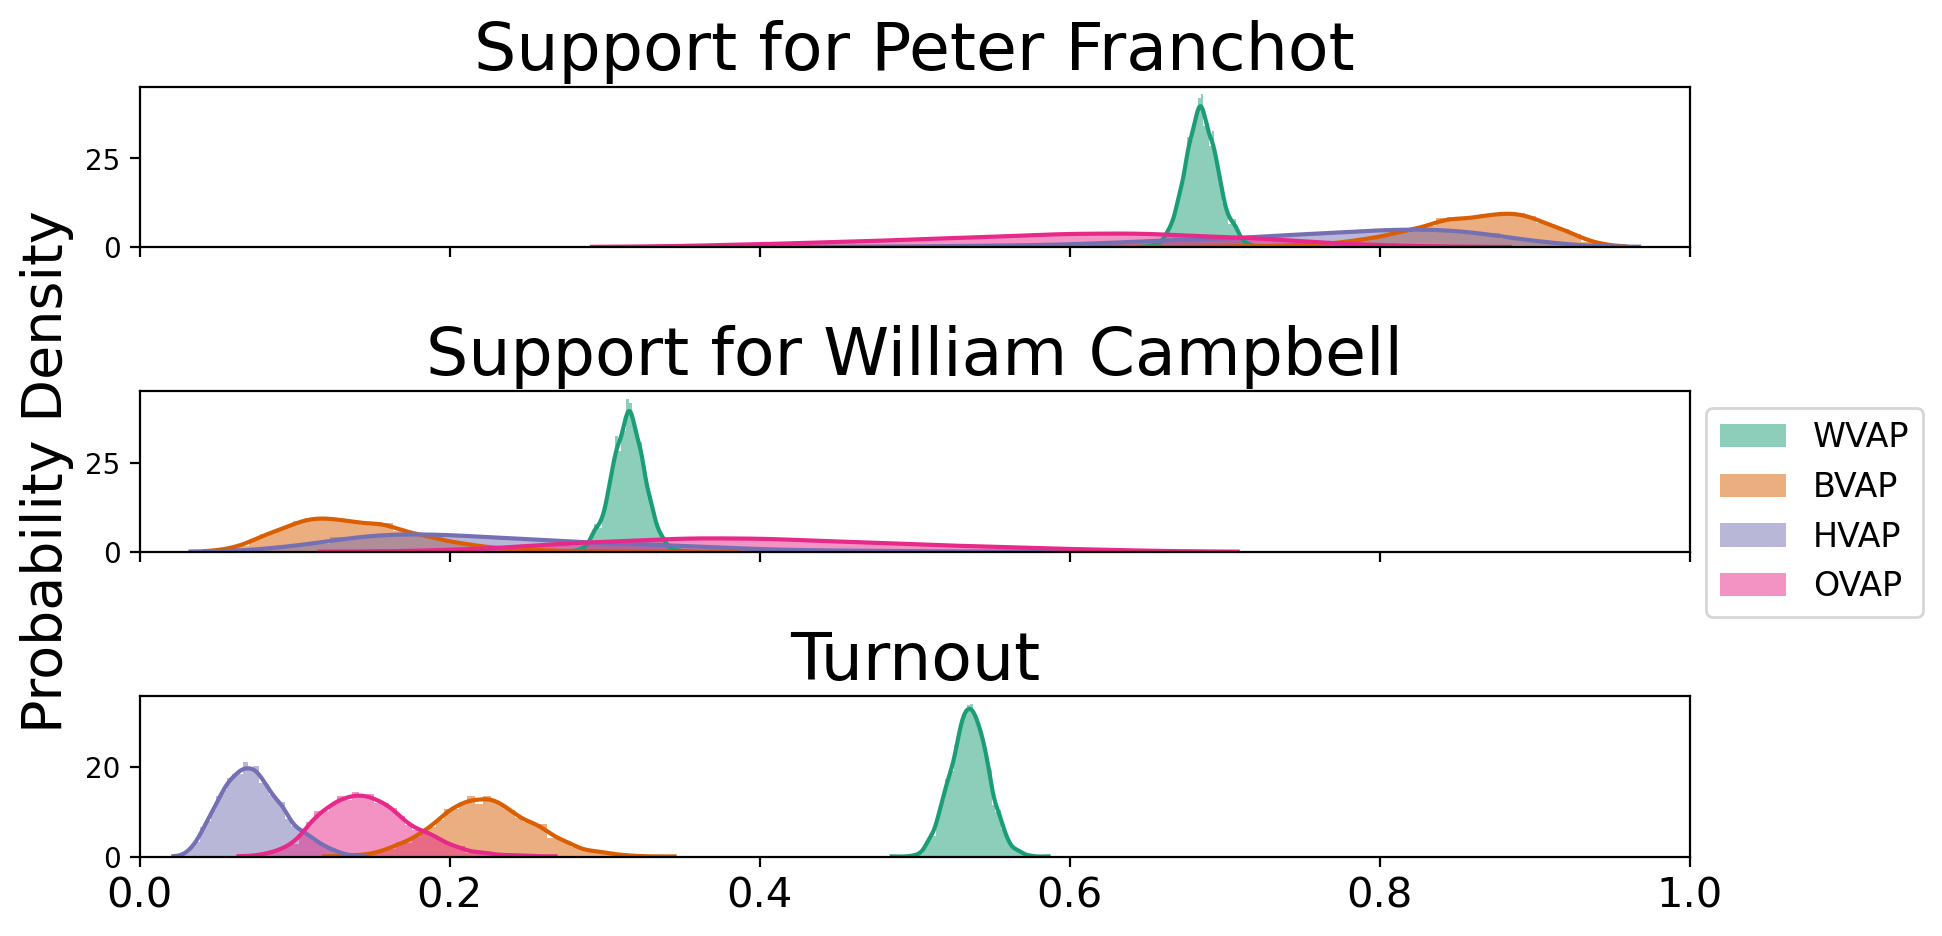 Support for Peter Franchot
25
0
Support for William Campbell
25
0
Probability Density
WVAP
BVAP
HVAP
OVAP
Turnout
20
0
0.0 0.2 0.4 0.6 0.8 1.0